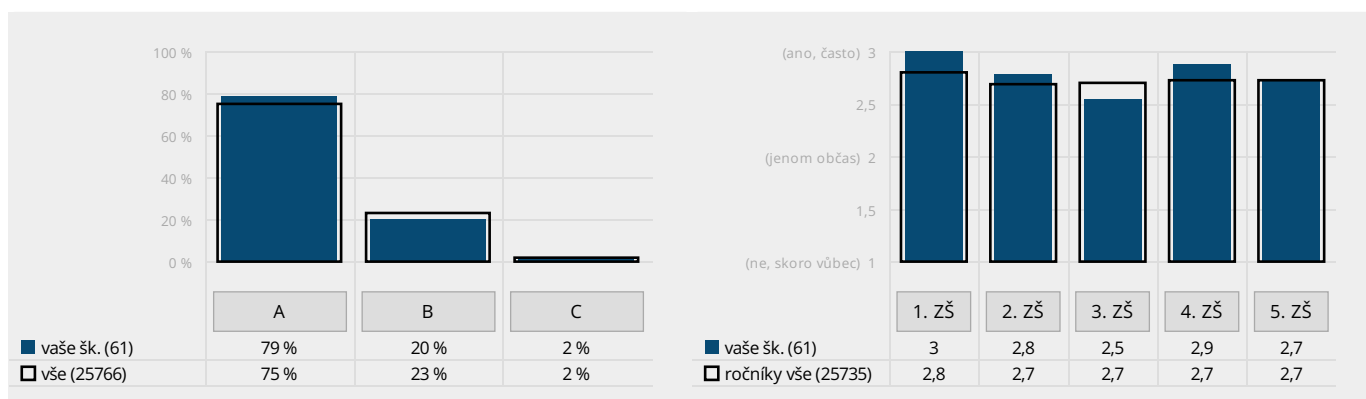 100 %
80 %
60 %
40 %
20 %
0 %
A B C
vaše šk. (61) 79 % 20 % 2 %
vše (25766) 75 % 23 % 2 %
(ano, často) 3
2,5
(jenom občas) 2
1,5
(ne, skoro vůbec) 1
1. ZŠ 2. ZŠ 3. ZŠ 4. ZŠ 5. ZŠ
vaše šk. (61) 3 2,8 2,5 2,9 2,7
ročníky vše (25735) 2,8 2,7 2,7 2,7 2,7